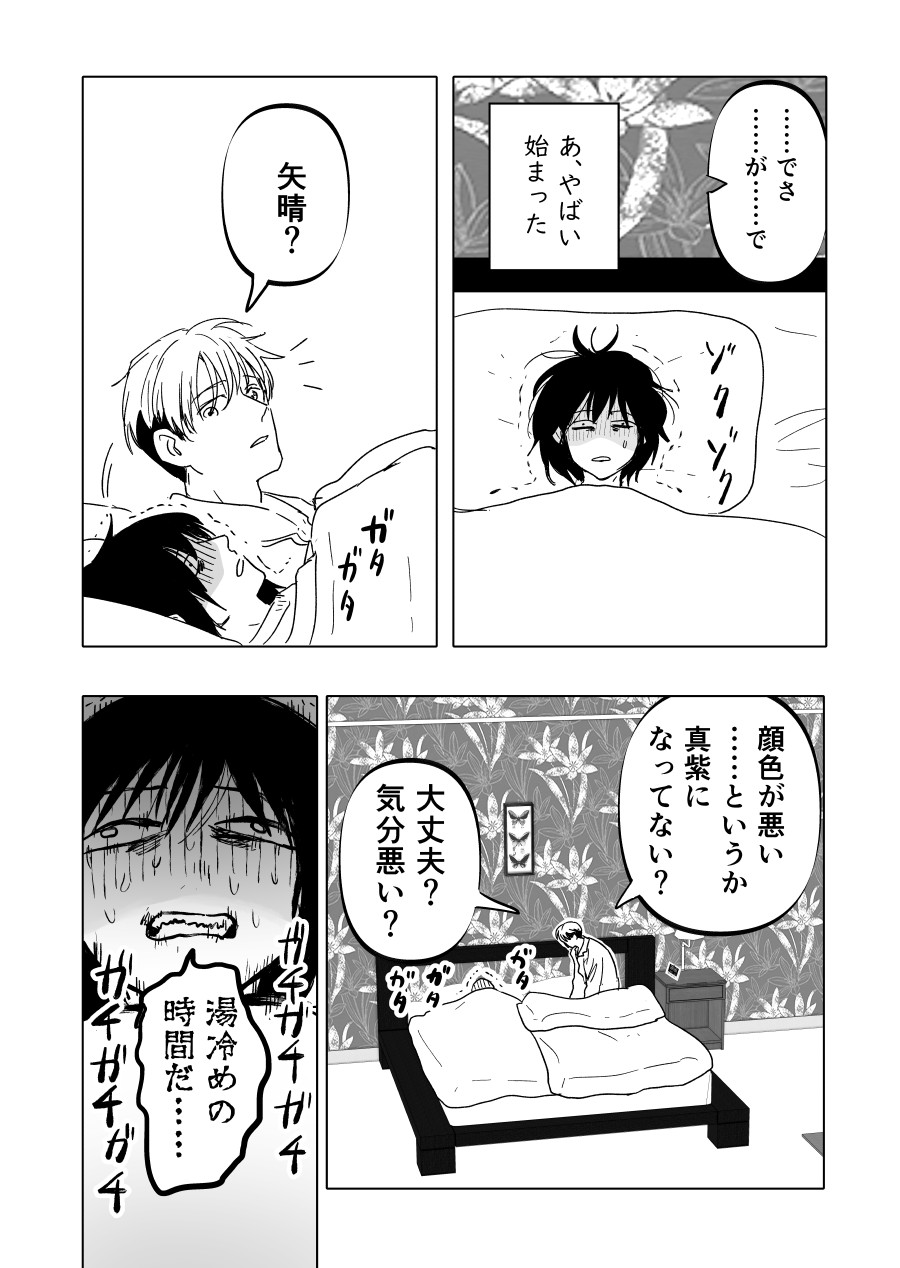 ……でさ
が……で
あ、やばい
始まった
ゾクゾク
矢晴？
ガタ
ガタ
顔色が悪い
……というか
真紫に
なってない？
大丈夫？
気分悪い？
ガタ
ガタ
ガタ
湯冷めの
時間だ……
ガチガチガチ
ガチガチガチ